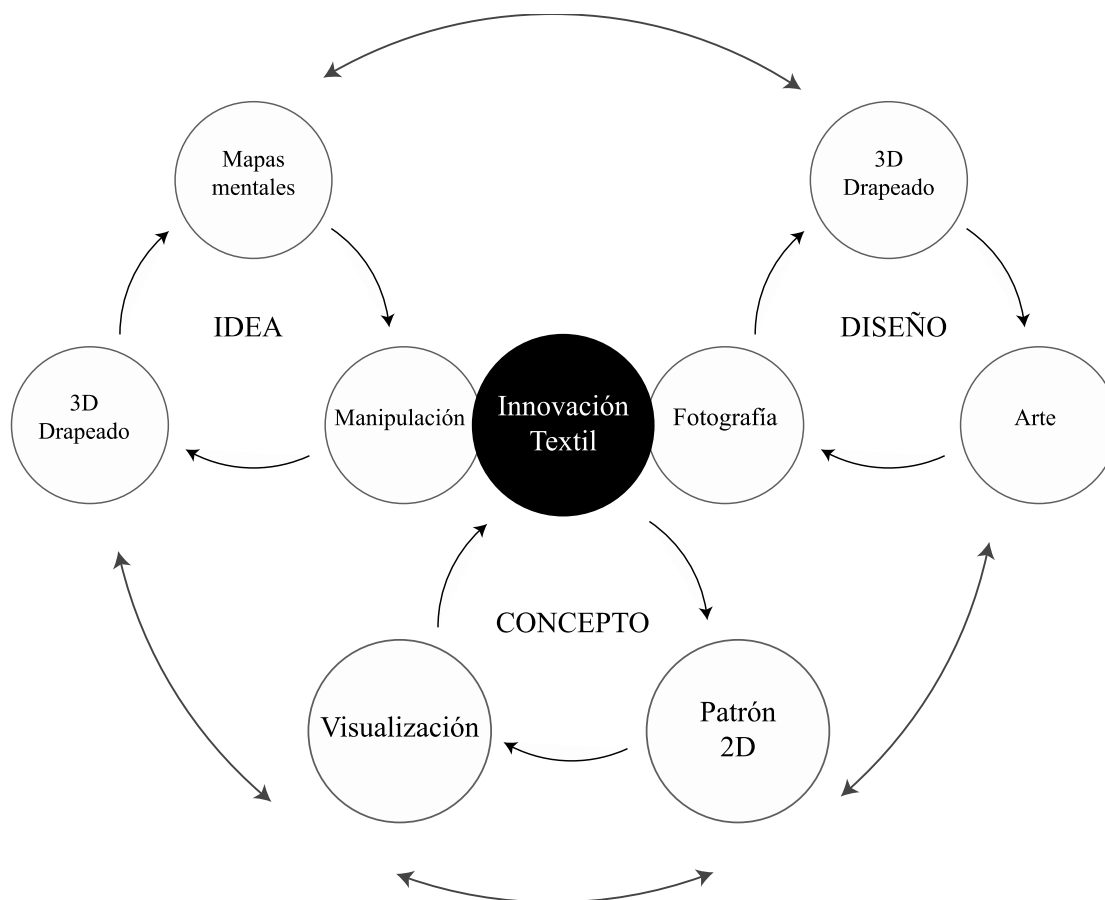 Mapas
mentales
3D
Drapeado
IDEA
DISEÑO
3D
Drapeado
Manipulación
Innovación
Textil
Fotografía
Arte
CONCEPTO
Visualización
Patrón
2D